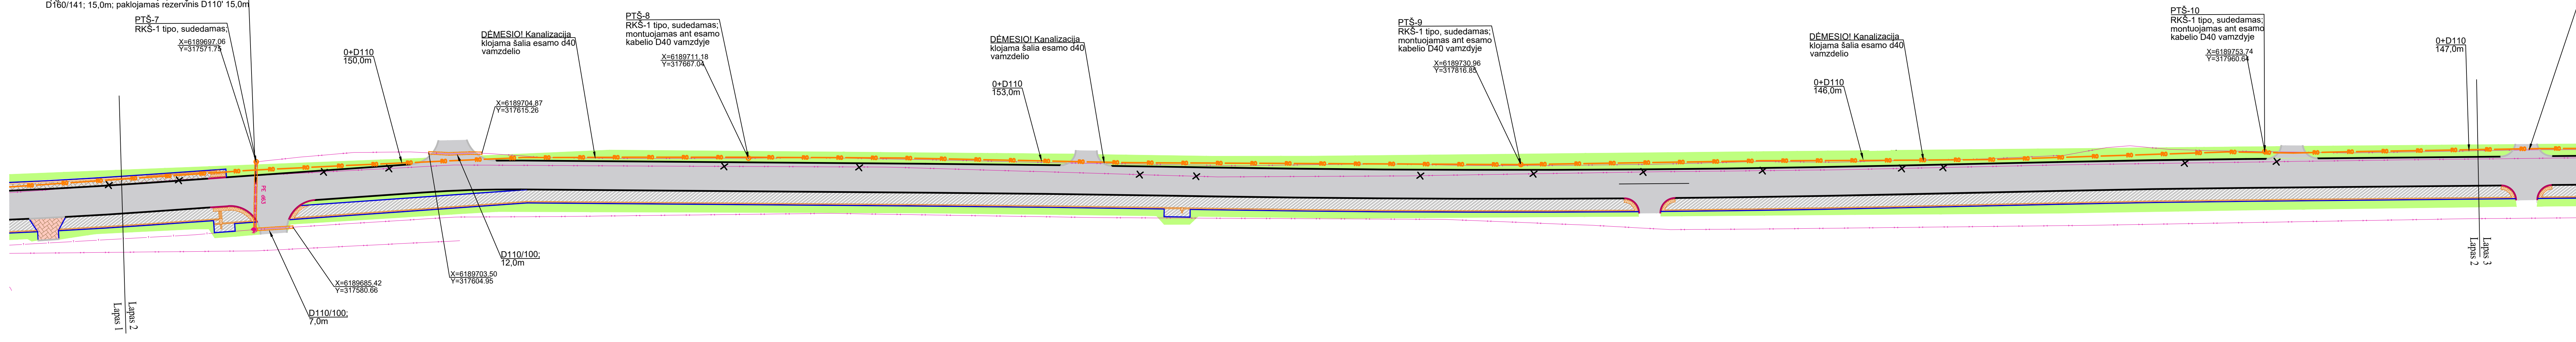 D160/141; 15,0m; paklojamas rezervinis D110' 15,0m
PTŠ-7
RKŠ-1 tipo, sudedamas;
X=6189697.06
Y=317571.75
0+D110
150,0m
DĖMESIO! Kanalizacija
klojama šalia esamo d40
vamzdelio
X=6189704.87
Y=317615.26
PTŠ-8
RKŠ-1 tipo, sudedamas;
montuojamas ant esamo
kabelio D40 vamzdyje
X=6189711.18
Y=317667.04
DĖMESIO! Kanalizacija
klojama šalia esamo d40
vamzdelio
0+D110
153,0m
PTŠ-9
RKŠ-1 tipo, sudedamas;
montuojamas ant esamo
kabelio D40 vamzdyje
X=6189730.96
Y=317816.85
DĖMESIO! Kanalizacija
klojama šalia esamo d40
vamzdelio
0+D110
146,0m
PTŠ-10
RKŠ-1 tipo, sudedamas;
montuojamas ant esamo
kabelio D40 vamzdyje
X=6189753.74
Y=317960.64
0+D110
147,0m
D110/100;
12,0m
X=6189703.50
Y=317604.95
X=6189685.42
Y=317580.66
D110/100;
7,0m
Lapas 1
Lapas 2
Lapas 2
Lapas 3